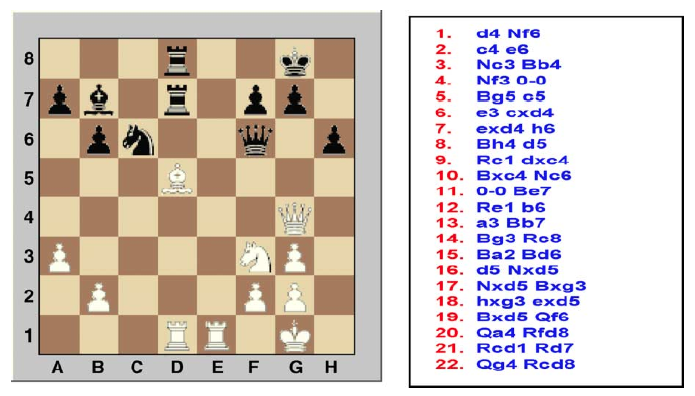 8
7
6
5
4
3
2
1
A B C D E F G H
1. d4 Nf6
2. c4 e6
3. Nc3 Bb4
4. Nf3 0-0
5. Bg5 c5
6. e3 cxd4
7. exd4 h6
8. Bh4 d5
9. Rc1 dxc4
10. Bxc4 Nc6
11. 0-0 Be7
12. Re1 b6
13. a3 Bb7
14. Bg3 Rc8
15. Ba2 Bd6
16. d5 Nxd5
17. Nxd5 Bxg3
18. hxg3 exd5
19. Bxd5 Qf6
20. Qa4 Rfd8
21. Rcd1 Rd7
22. Qg4 Rcd8